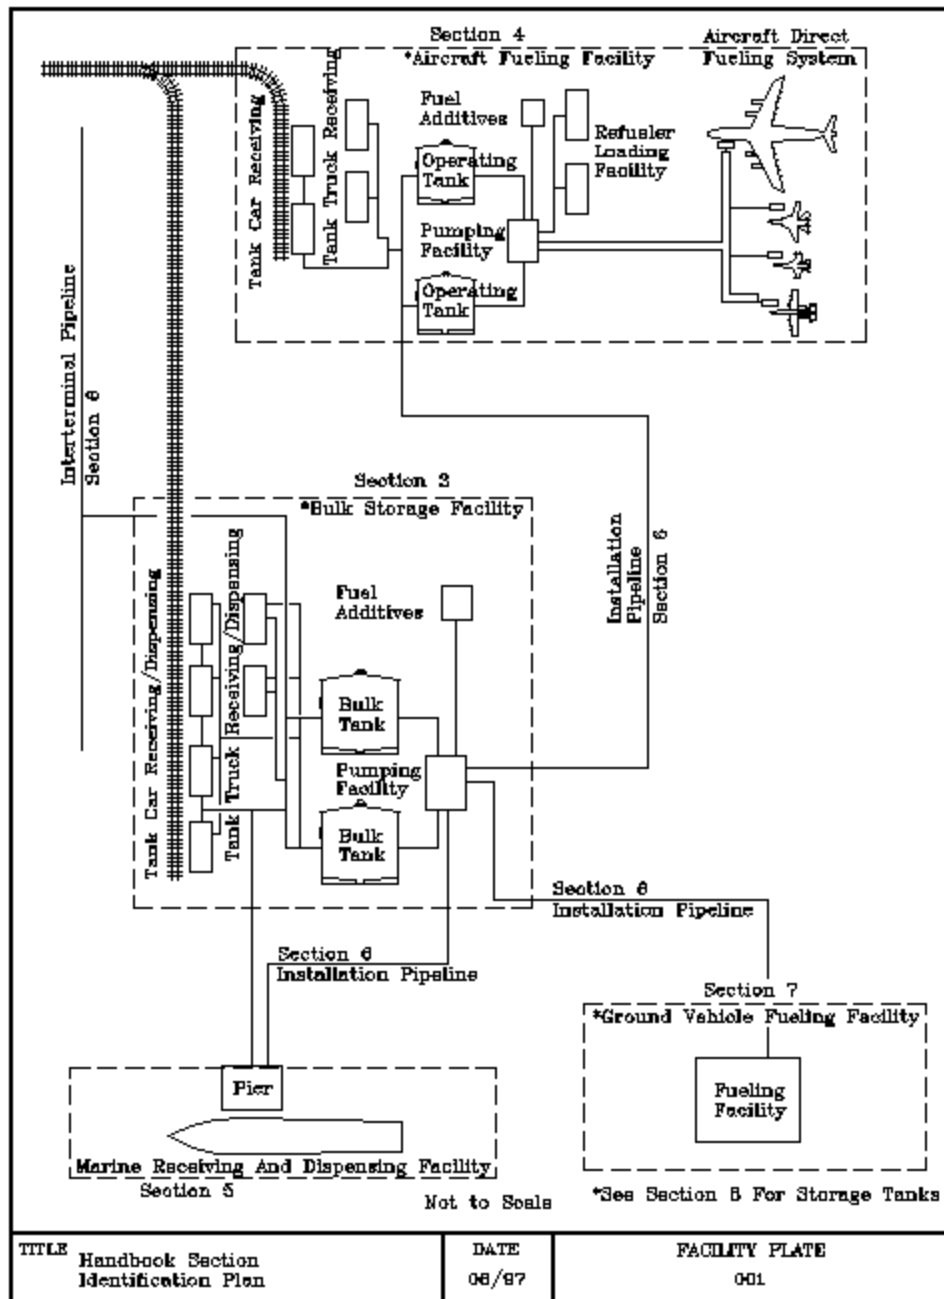 Section 4
*Aircraft Fueling Facility
Aircraft Direct
Fueling System
Tank Car Receiving
Tank Truck Receiving
Fuel
Additives
Refueler
Loading
Facility
Operating
Tank
Pumping
Facility
Operating
Tank
Interterminal Pipeline
Section 6
Section 3
*Bulk Storage Facility
Installation
Pipeline
Section 6
Tank Car Receiving/Dispensing
Tank Truck Receiving/Dispensing
Fuel
Additives
Bulk
Tank
Pumping
Facility
Bulk
Tank
Section 6
Installation Pipeline
Section 6
Installation Pipeline
Section 7
*Ground Vehicle Fueling Facility
Fueling
Facility
Pier
Marine Receiving And Dispensing Facility
Section 5
Not to Scale
*See Section 8 For Storage Tanks
TITLE
Handbook Section
Identification Plan
DATE
06/97
FACILITY PLATE
001